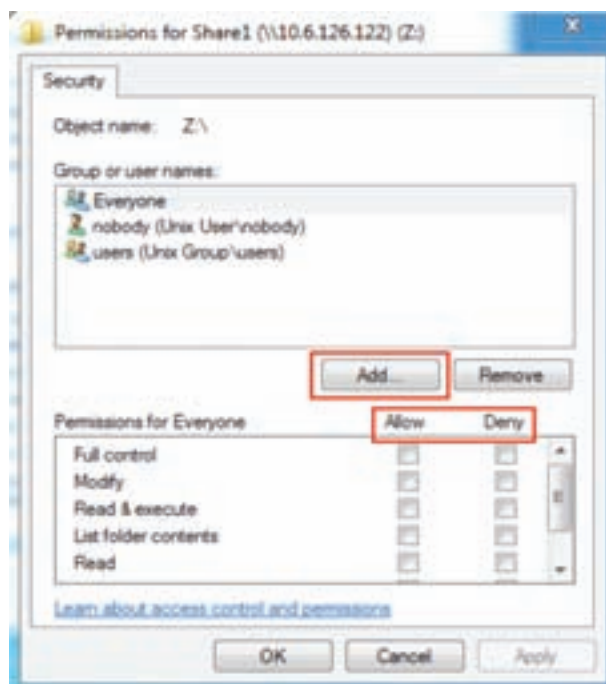 Permissions for Share1 (\\10.6.126.122) (Z:)
Security
Object name: Z:\
Group or user names:
Everyone
nobody (Unix User\nobody)
users (Unix Group\users)
Add... Remove
Permissions for Everyone Allow Deny
Full control
Modify
Read & execute
List folder contents
Read
Learn about access control and permissions
OK Cancel Apply